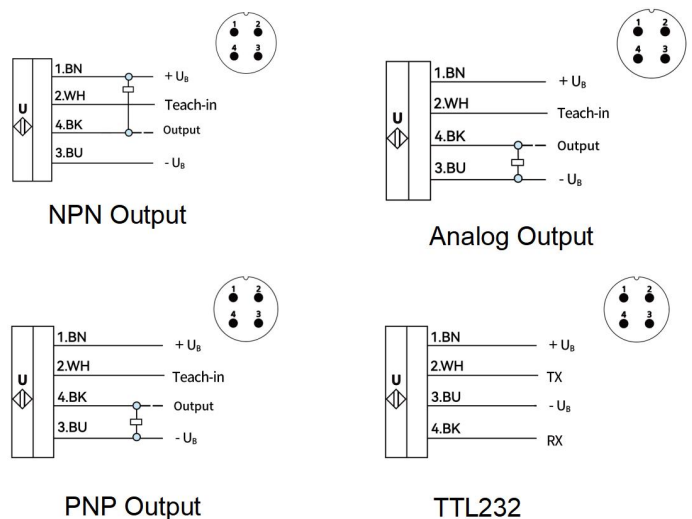 1 2
4 3
1.BN + UB
2.WH Teach-in
U
4.BK Output
3.BU - UB
NPN Output
1 2
4 3
1.BN + UB
2.WH Teach-in
U
4.BK Output
3.BU - UB
Analog Output
1 2
4 3
1.BN + UB
2.WH Teach-in
U
4.BK Output
3.BU - UB
PNP Output
1 2
4 3
1.BN + UB
2.WH TX
U
3.BU - UB
4.BK RX
TTL232